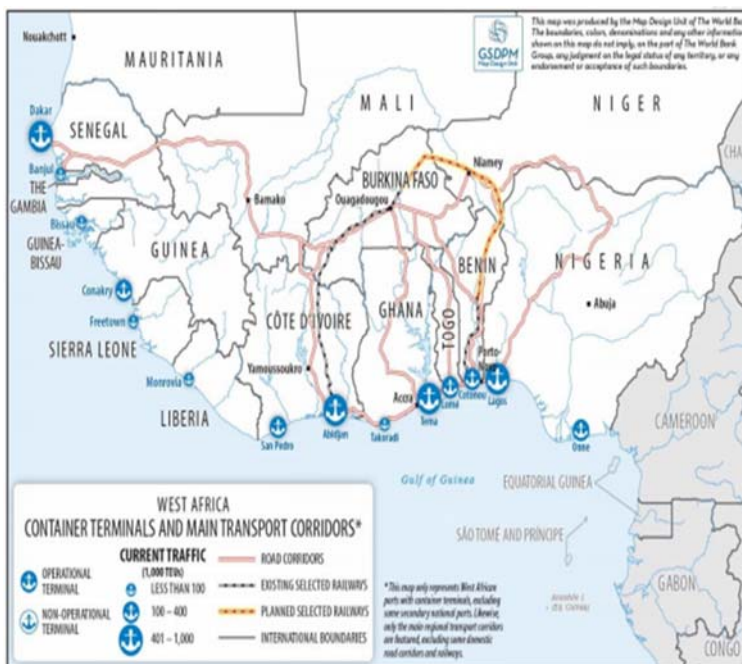 This map was produced by the Map Design Unit of The World
The boundaries, colors, denominations and any other information
shown on this map do not imply, on the part of The World Bank
Group, any judgment on the legal status of any territory, or any
endorsement or acceptance of such boundaries.
GSDPM
Map Design Unit
Nouakchott
MAURITANIA
MALI
NIGER
Dakar
SENEGAL
Banjul
THE
GAMBIA
Bissau
GUINEA-
BISSAU
Bamako
BURKINA FASO
Niamey
Ouagadougou
GUINEA
BENIN
NIGERIA
Conakry
Freetown
SIERRA LEONE
CÔTE D'IVOIRE
GHANA
TOGO
Abuja
Monrovia
LIBERIA
Yamoussoukro
Accra
Porto-
San Pedro
Abidjan
Takoradi
Tema
Lomé
Cotonou
Lagos
Onne
CAMEROON
Gulf of Guinea
EQUATORIAL GUINEA
SÃO TOMÉ AND PRÍNCIPE
GABON
CONGO
WEST AFRICA
CONTAINER TERMINALS AND MAIN TRANSPORT CORRIDORS*
OPERATIONAL
TERMINAL
NON-OPERATIONAL
TERMINAL
CURRENT TRAFFIC
('1,000 TEUs)
LESS THAN 100
100 – 400
401 – 1,000
ROAD CORRIDORS
EXISTING SELECTED RAILWAYS
PLANNED SELECTED RAILWAYS
INTERNATIONAL BOUNDARIES
*This map only represents West African
ports with container terminals, excluding
some secondary national ports. Likewise,
only the main regional transport corridors
are featured, excluding some domestic
road corridors and railways.